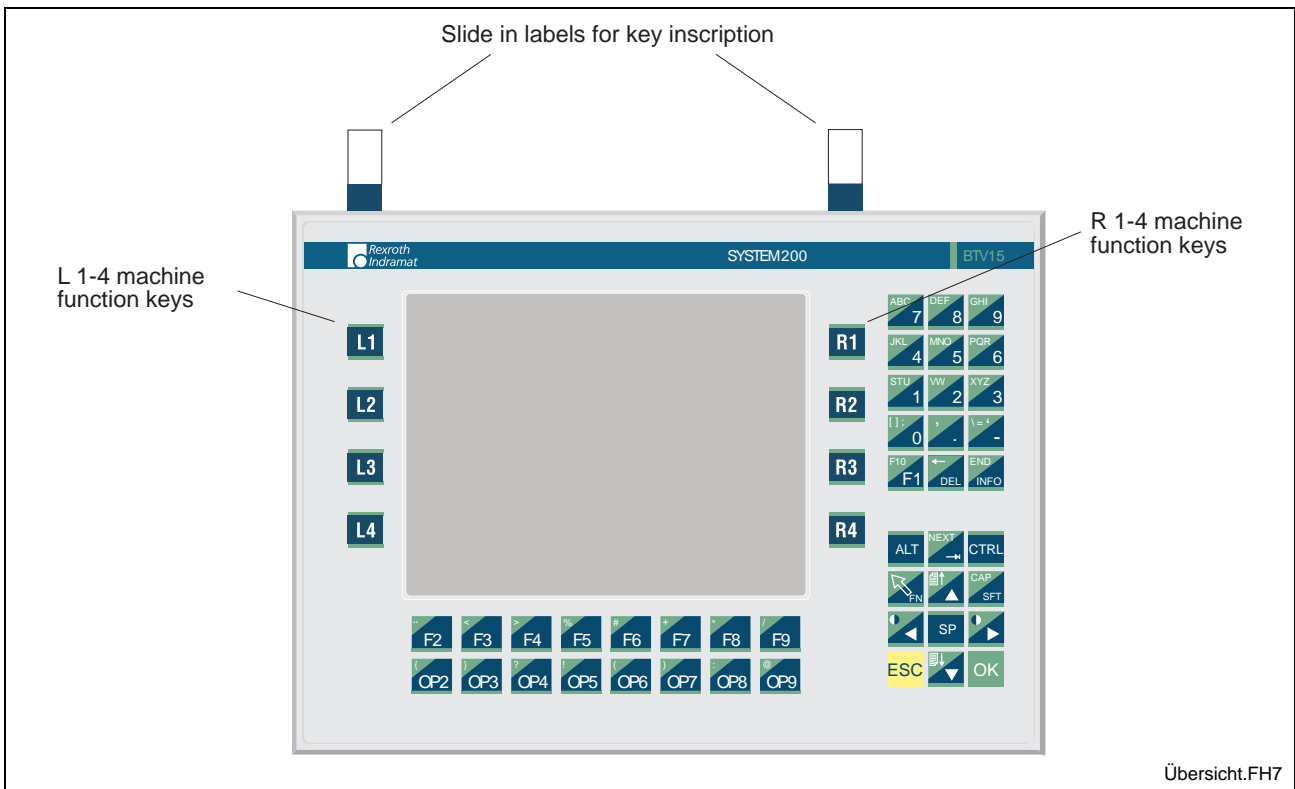 Slide in labels for key inscription
L 1-4 machine
function keys
R 1-4 machine
function keys
Rexroth
Indramat
SYSTEM200
BTV15
L1
L2
L3
L4
R1
R2
R3
R4
ABC 7 DEF 8 GHI 9
JKL 4 MNO 5 PQR 6
STU 1 VW 2 XYZ 3
[ ] ; 0 , . \ = ‘ -
F10 F1 ← DEL END INFO
ALT NEXT CTRL
FN CAP SFT
SP
ESC OK
F2 < F3 > F4 % F5 # F6 + F7 * F8 / F9
{ OP2 } OP3 ? OP4 ! OP5 ( OP6 ) OP7 : OP8 @ OP9
Übersicht.FH7